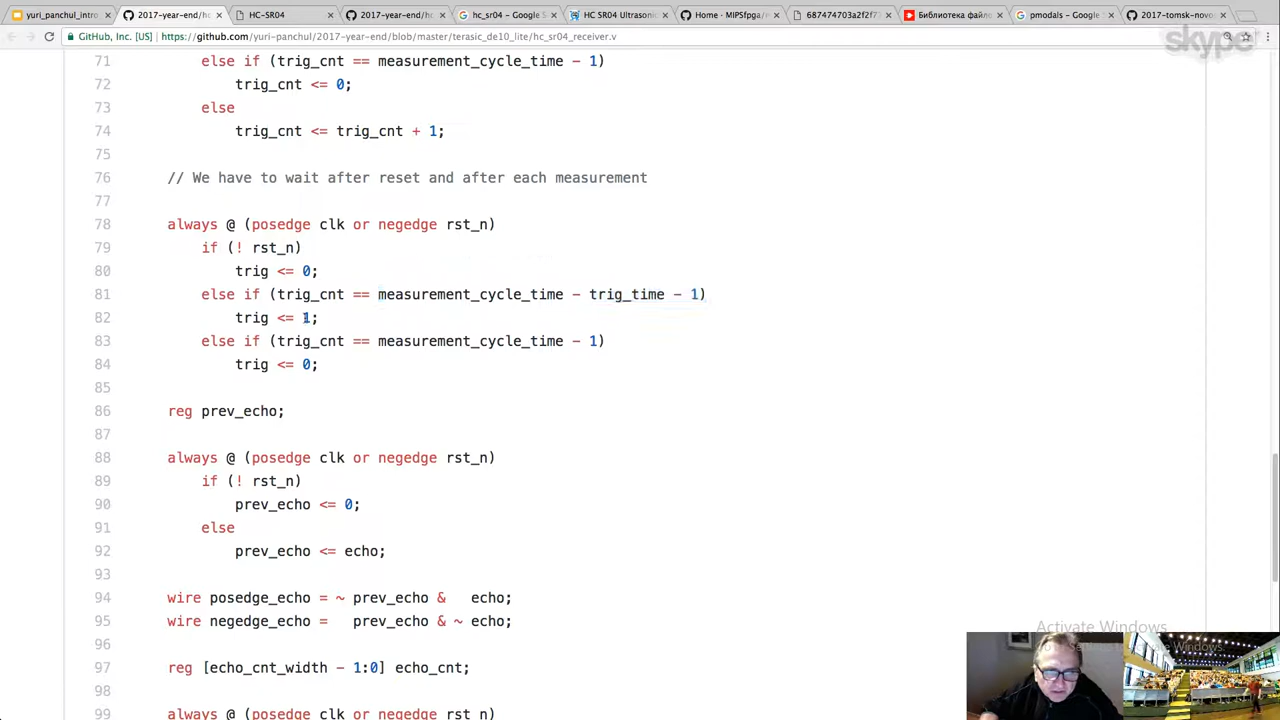 yuri_panchul_intro
2017-year-end/hc
HC-SR04
2017-year-end/hc
hc_sr04 - Google S
HC SR04 Ultrasonic
Home · MIPSfpga/m
687474703a2f2f77
Библиотека файло
pmodals - Google S
2017-tomsk-novo
GitHub, Inc. [US] https://github.com/yuri-panchul/2017-year-end/blob/master/terasic_de10_lite/hc_sr04_receiver.v
skype
71 else if (trig_cnt == measurement_cycle_time - 1)
72 trig_cnt <= 0;
73 else
74 trig_cnt <= trig_cnt + 1;
75
76 // We have to wait after reset and after each measurement
77
78 always @ (posedge clk or negedge rst_n)
79 if (! rst_n)
80 trig <= 0;
81 else if (trig_cnt == measurement_cycle_time - trig_time - 1)
82 trig <= 1;
83 else if (trig_cnt == measurement_cycle_time - 1)
84 trig <= 0;
85
86 reg prev_echo;
87
88 always @ (posedge clk or negedge rst_n)
89 if (! rst_n)
90 prev_echo <= 0;
91 else
92 prev_echo <= echo;
93
94 wire posedge_echo = ~ prev_echo & echo;
95 wire negedge_echo = prev_echo & ~ echo;
96
97 reg [echo_cnt_width - 1:0] echo_cnt;
98
99 always @ (posedge clk or negedge rst_n)
Activate Windows